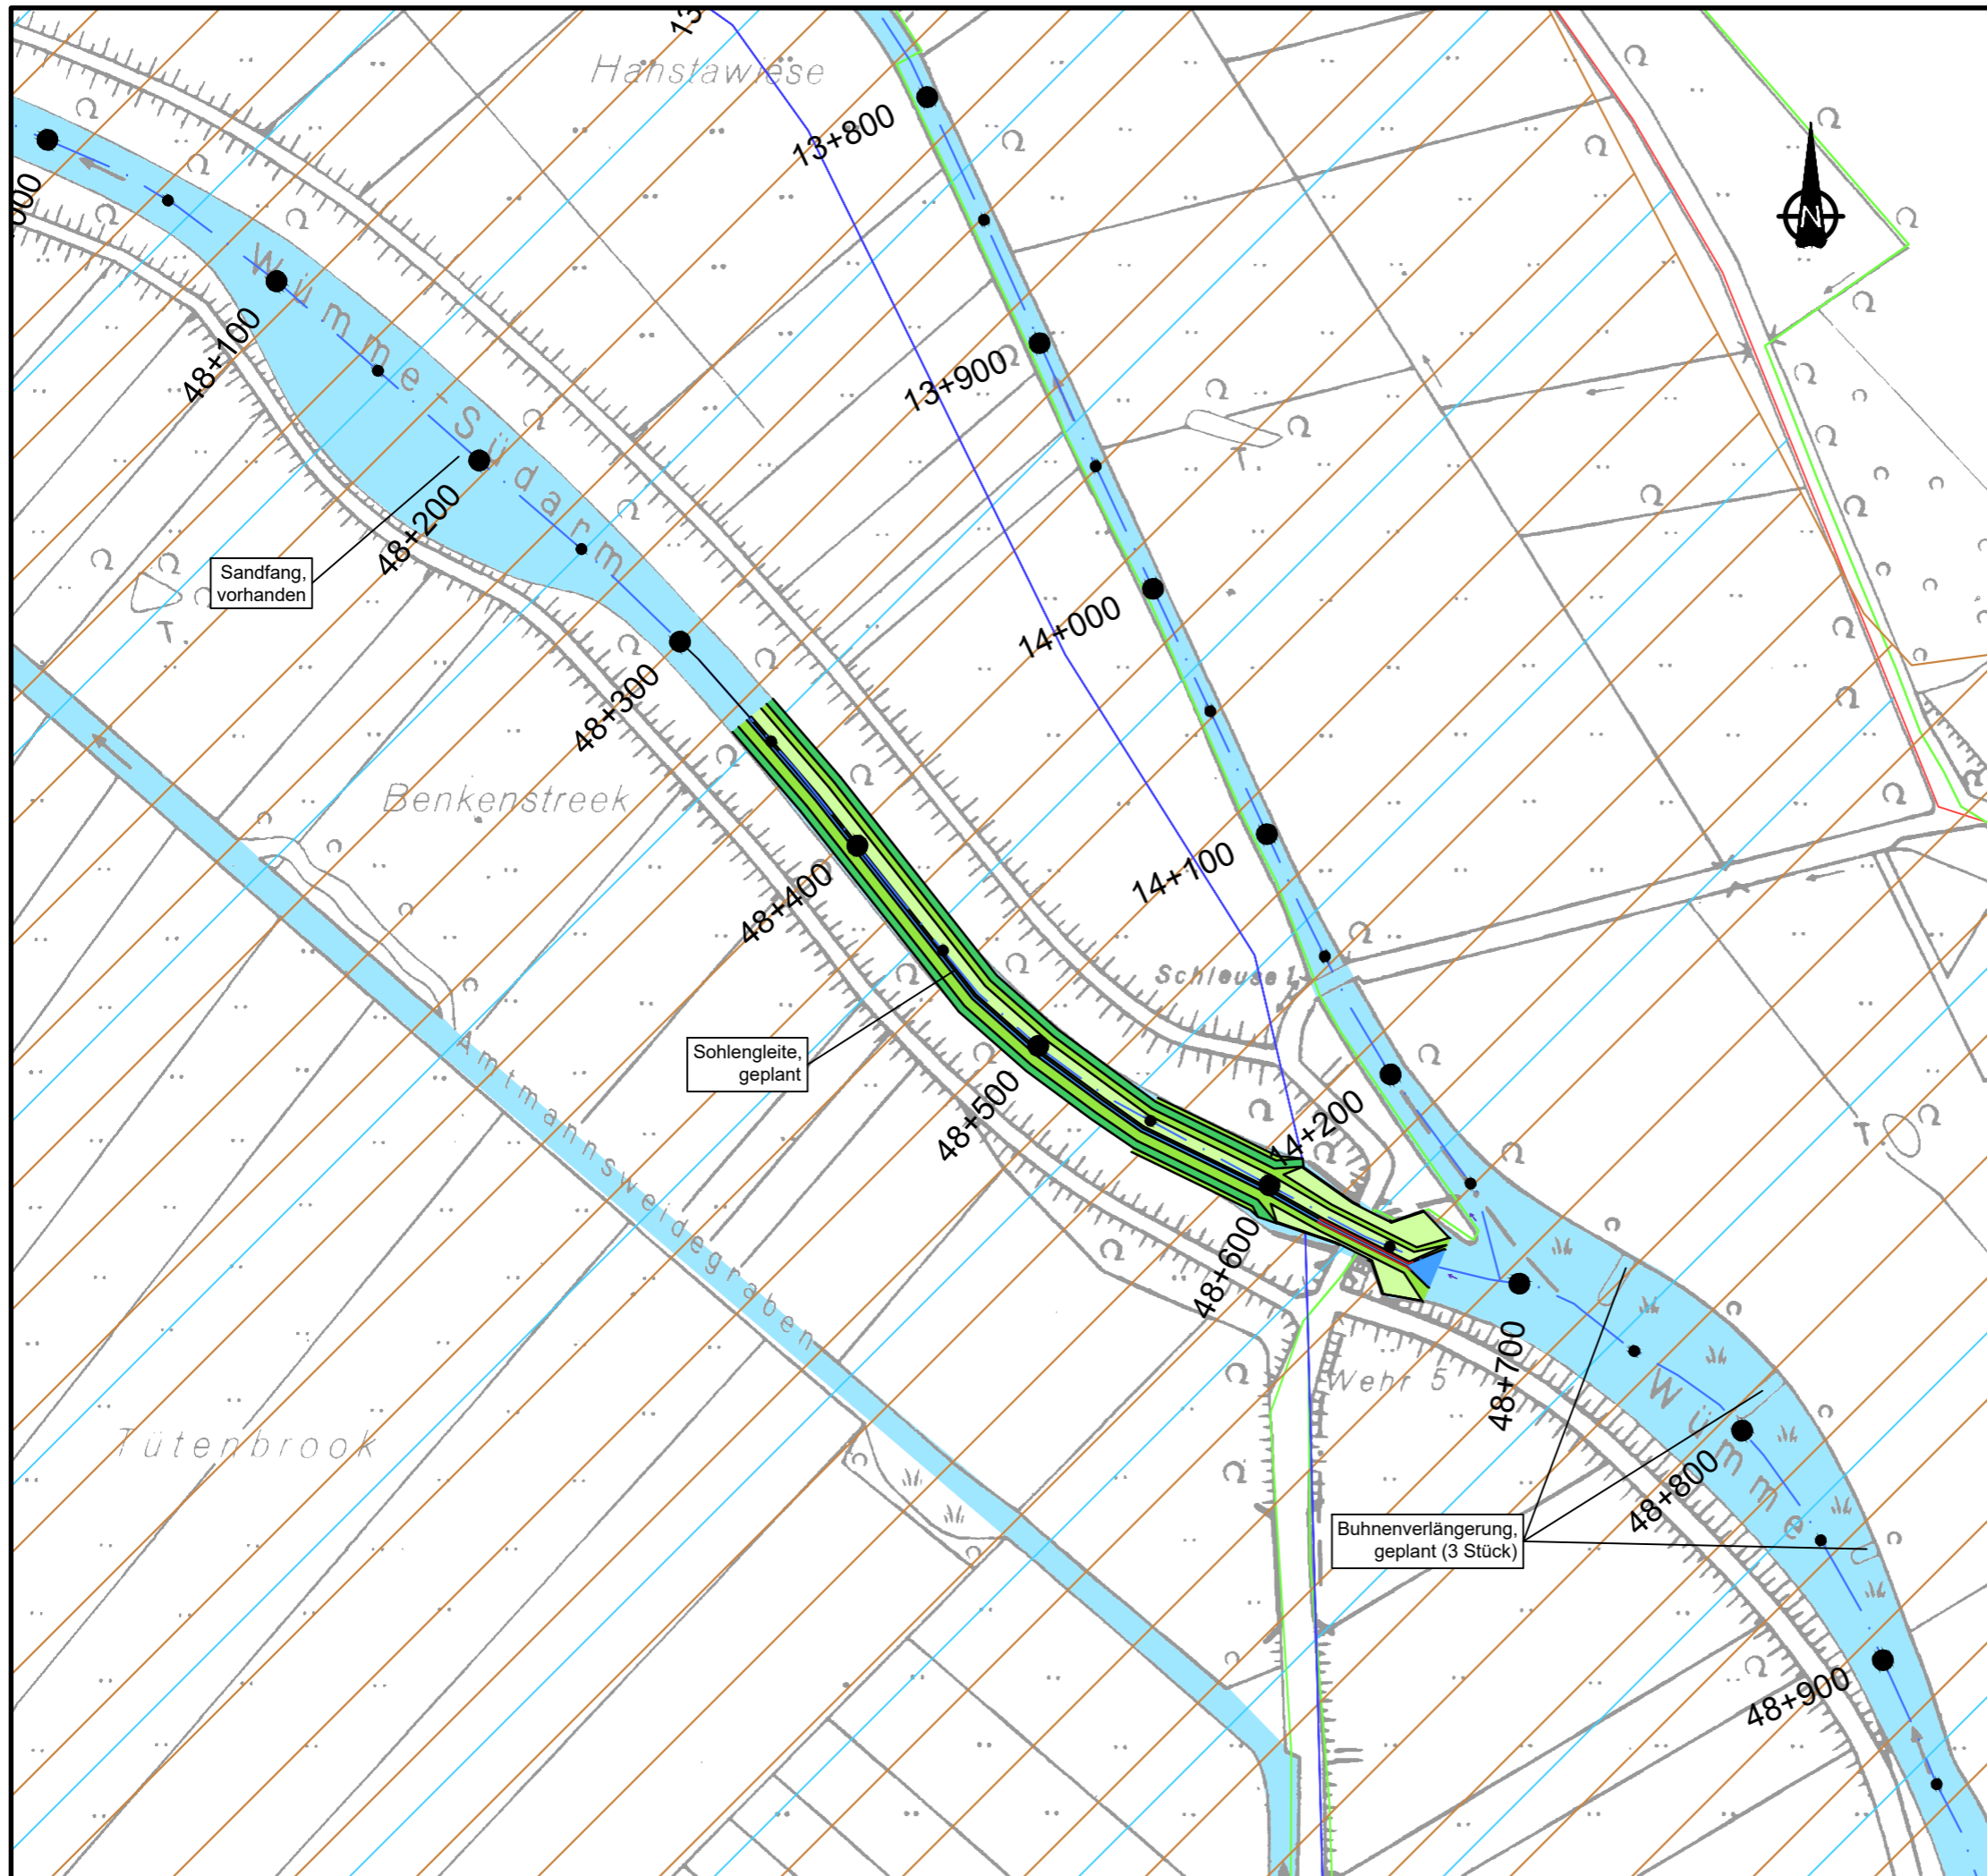 Hanstawiese
13+800
N
Wümme-Südarm
48+100
13+900
48+200
T.
Sandfang,
vorhanden
T.
14+000
48+300
Benkenstreek
14+100
48+400
Schleuse
Sohlengleite,
geplant
Amtmannsweidegraben
48+500
14+200
T.
48+600
48+700
Wehr 5
Wümme
Tütenbrook
48+800
Buhnenverlängerung,
geplant (3 Stück)
48+900